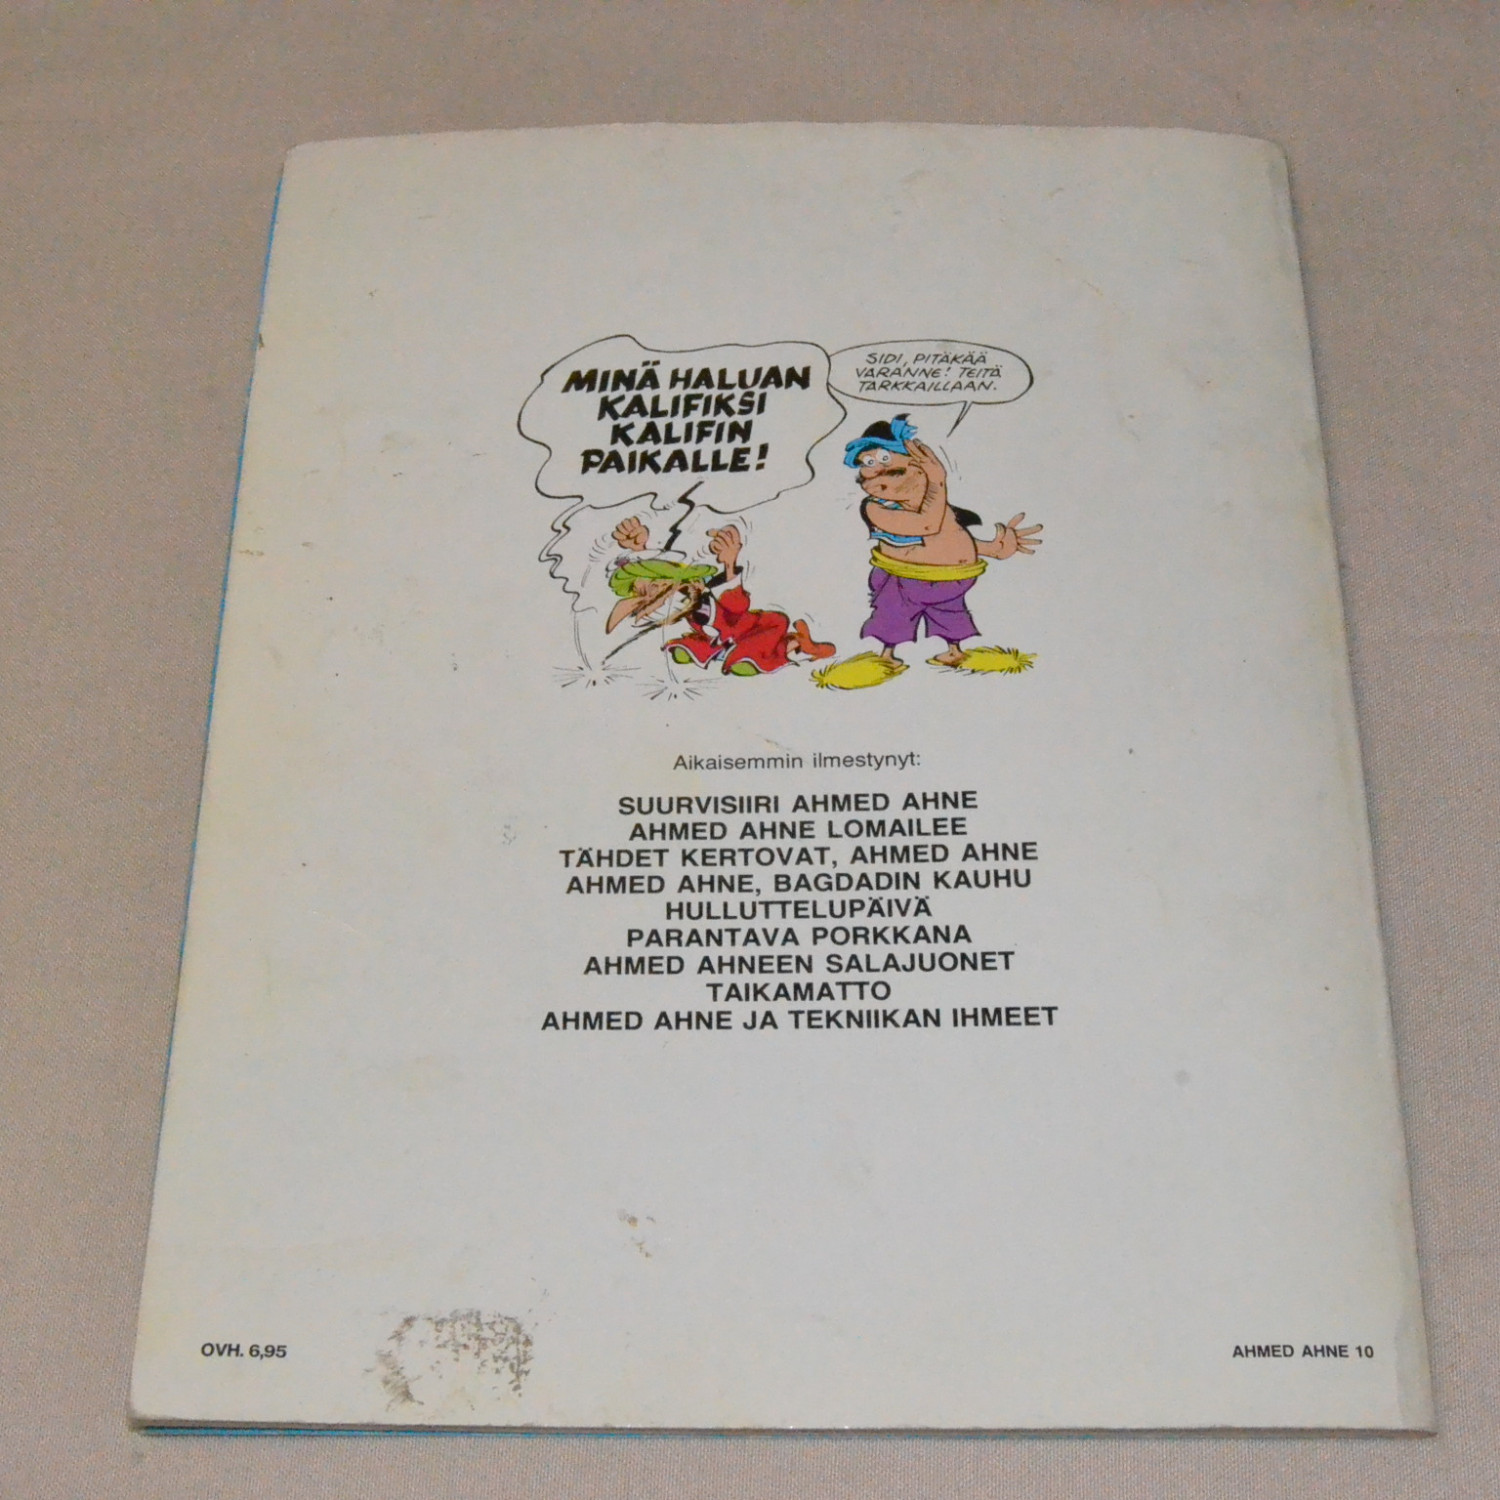 MINÄ HALUAN
KALIFIKSI
KALIFIN
PAIKALLE!
SIDI, PITÄKÄÄ
VARANNE! TEITÄ
TARKKAILLAAN.
Aikaisemmin ilmestynyt:
SUURVISIIRI AHMED AHNE
AHMED AHNE LOMAILEE
TÄHDET KERTOVAT, AHMED AHNE
AHMED AHNE, BAGDADIN KAUHU
HULLUTTELUPÄIVÄ
PARANTAVA PORKKANA
AHMED AHNEEN SALAJUONET
TAIKAMATTO
AHMED AHNE JA TEKNIIKAN IHMEET
OVH. 6,95
AHMED AHNE 10